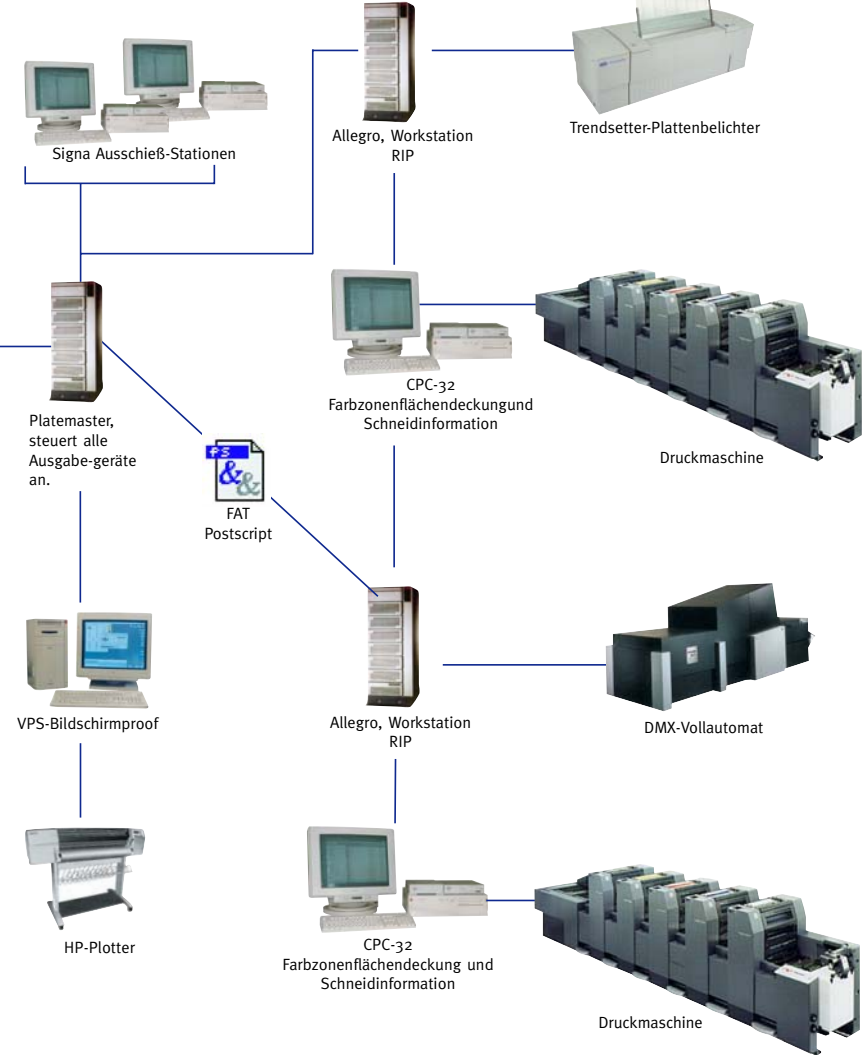 Signa Ausschieß-Stationen
Allegro, Workstation
RIP
Trendsetter-Plattenbelichter
CPC-32
Farbzonenflächendeckungund
Schneidinformation
Druckmaschine
Platemaster,
steuert alle
Ausgabe-geräte
an.
PS
&&
FAT
Postscript
VPS-Bildschirmproof
Allegro, Workstation
RIP
DMX-Vollautomat
HP-Plotter
CPC-32
Farbzonenflächendeckung und
Schneidinformation
Druckmaschine